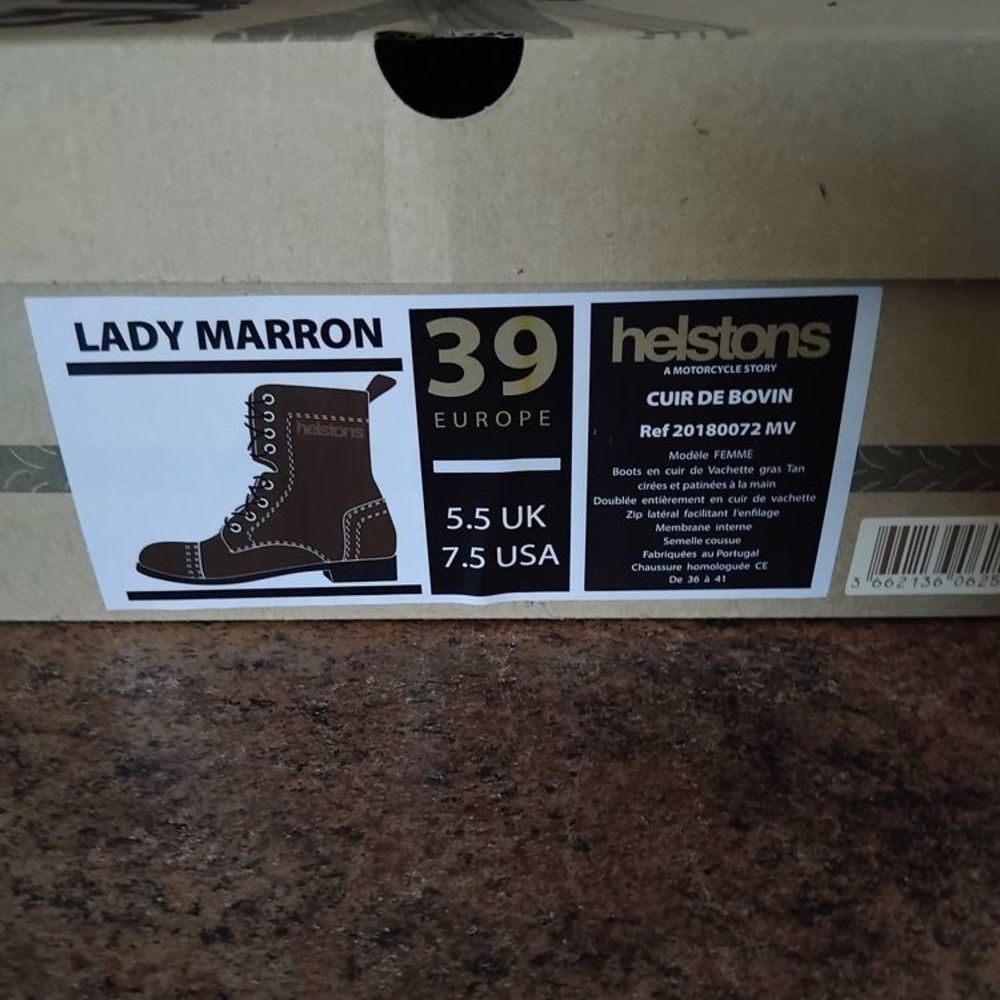 LADY MARRON
helstons
39
EUROPE
5.5 UK
7.5 USA
helstons
A MOTORCYCLE STORY
CUIR DE BOVIN
Ref 20180072 MV
Modèle FEMME
Boots en cuir de Vachette gras Tan
cirées et patinées à la main
Doublée entièrement en cuir de vachette
Zip latéral facilitant l'enfilage
Membrane interne
Semelle cousue
Fabriquées au Portugal
Chaussure homologuée CE
De 36 à 41
3 662136 0625